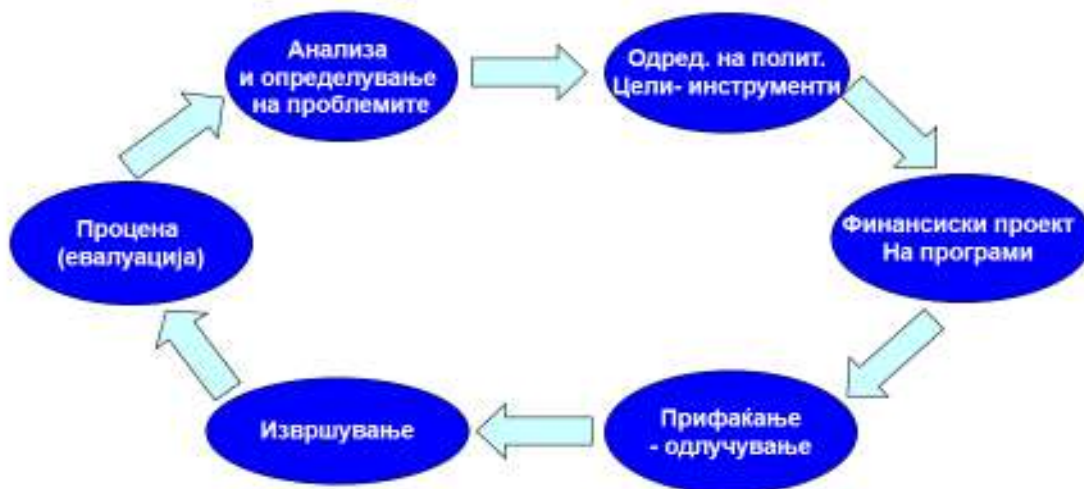 Анализа
и определување
на проблемите
Одред. на полит.
Цели- инструменти
Финансиски проект
На програми
Прифаќање
- одлучување
Извршување
Процена
(евалуација)